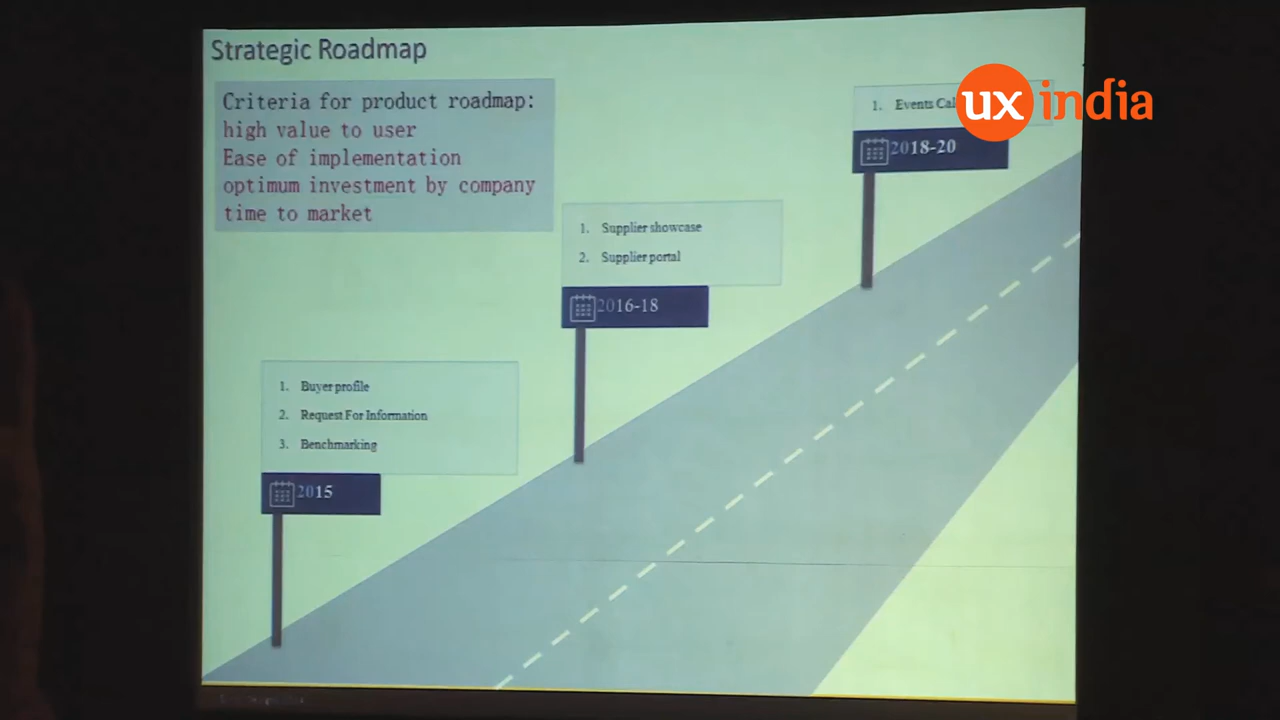 Strategic Roadmap
Criteria for product roadmap:
high value to user
Ease of implementation
optimum investment by company
time to market
1. Events
ux india
2018-20
1. Supplier showcase
2. Supplier portal
2016-18
1. Buyer profile
2. Request For Information
3. Benchmarking
2015